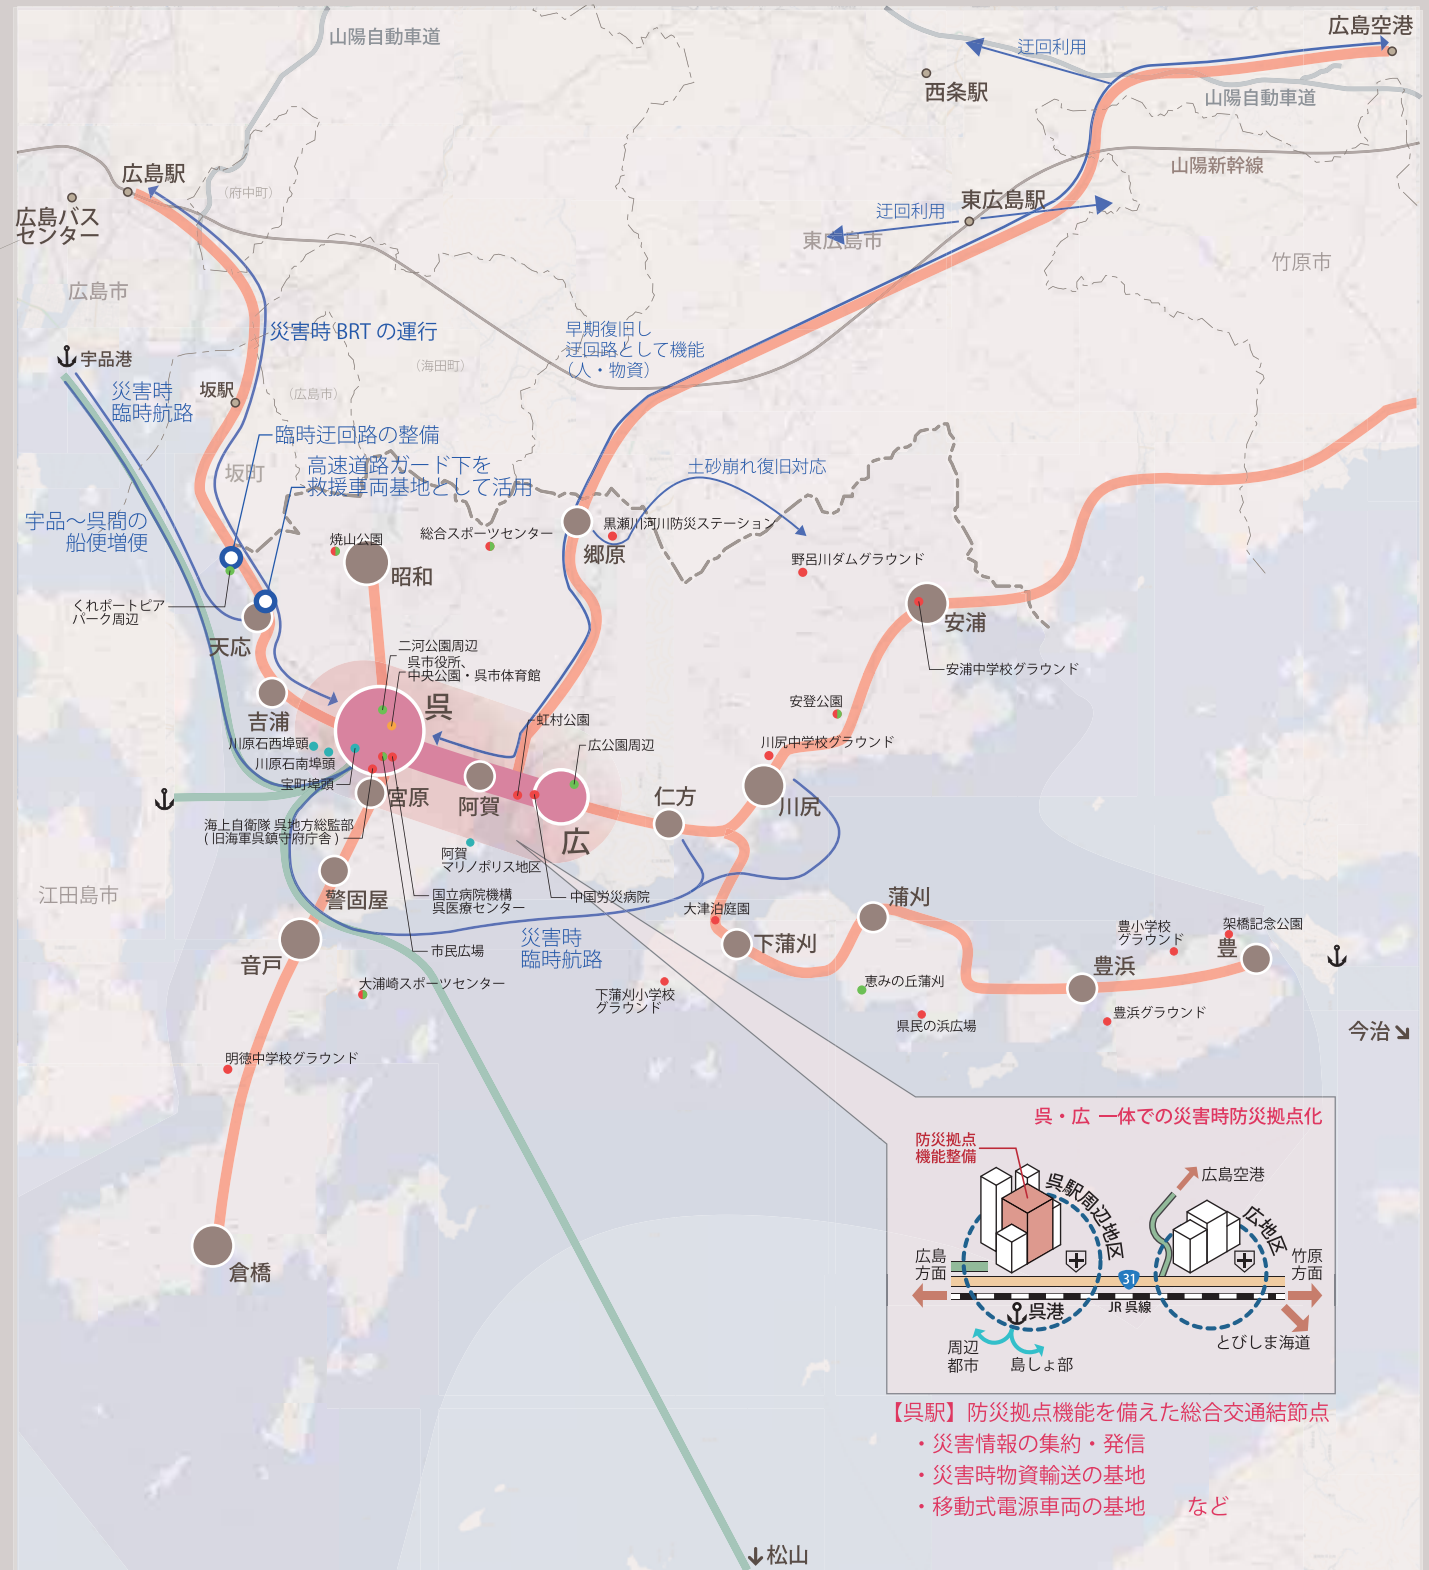 山陽自動車道
広島空港
迂回利用
西条駅
山陽自動車道
山陽新幹線
広島駅
(府中町)
広島バス
センター
東広島駅
迂回利用
東広島市
竹原市
広島市
災害時 BRT の運行
早期復旧し
迂回路として機能
(人・物資)
宇品港
(海田町)
災害時
臨時航路
坂駅
(広島市)
臨時迂回路の整備
坂町
高速道路ガード下を
救援車両基地として活用
土砂崩れ復旧対応
宇品〜呉間の
船便増便
焼山公園
総合スポーツセンター
黒瀬川河川防災ステーション
郷原
野呂川ダムグラウンド
昭和
くれポートピア
パーク周辺
天応
安浦
安浦中学校グラウンド
二河公園周辺
呉市役所、
中央公園・呉市体育館
呉
吉浦
虹村公園
安登公園
川原石西埠頭
川原石南埠頭
宝町埠頭
広公園周辺
川尻中学校グラウンド
宮原
阿賀
仁方
川尻
海上自衛隊 呉地方総監部
( 旧海軍呉鎮守府庁舎 )
広
阿賀
マリノポリス地区
江田島市
警固屋
国立病院機構
呉医療センター
中国労災病院
大津泊庭園
蒲刈
音戸
市民広場
災害時
臨時航路
下蒲刈
豊小学校
グラウンド
架橋記念公園
豊
豊浜
大浦崎スポーツセンター
下蒲刈小学校
グラウンド
恵みの丘蒲刈
県民の浜広場
豊浜グラウンド
今治
明徳中学校グラウンド
倉橋
呉・広 一体での災害時防災拠点化
防災拠点
機能整備
呉駅周辺地区
広島空港
広地区
広島
方面
竹原
方面
31
呉港
JR 呉線
周辺
都市
島しょ部
とびしま海道
【呉駅】防災拠点機能を備えた総合交通結節点
・災害情報の集約・発信
・災害時物資輸送の基地
・移動式電源車両の基地 など
松山